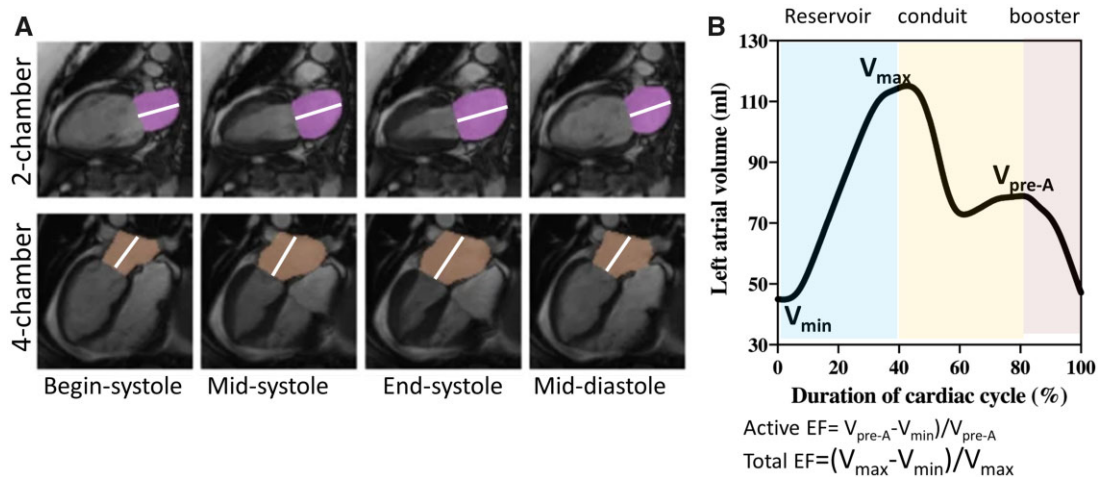 A
2-chamber
4-chamber
Begin-systole Mid-systole End-systole Mid-diastole
B
Reservoir conduit booster
130
110
90
70
50
30
Left atrial volume (ml)
Vmax
Vpre-A
Vmin
0 20 40 60 80 100
Duration of cardiac cycle (%)
Active EF= Vpre-A-Vmin)/Vpre-A
Total EF=(Vmax-Vmin)/Vmax